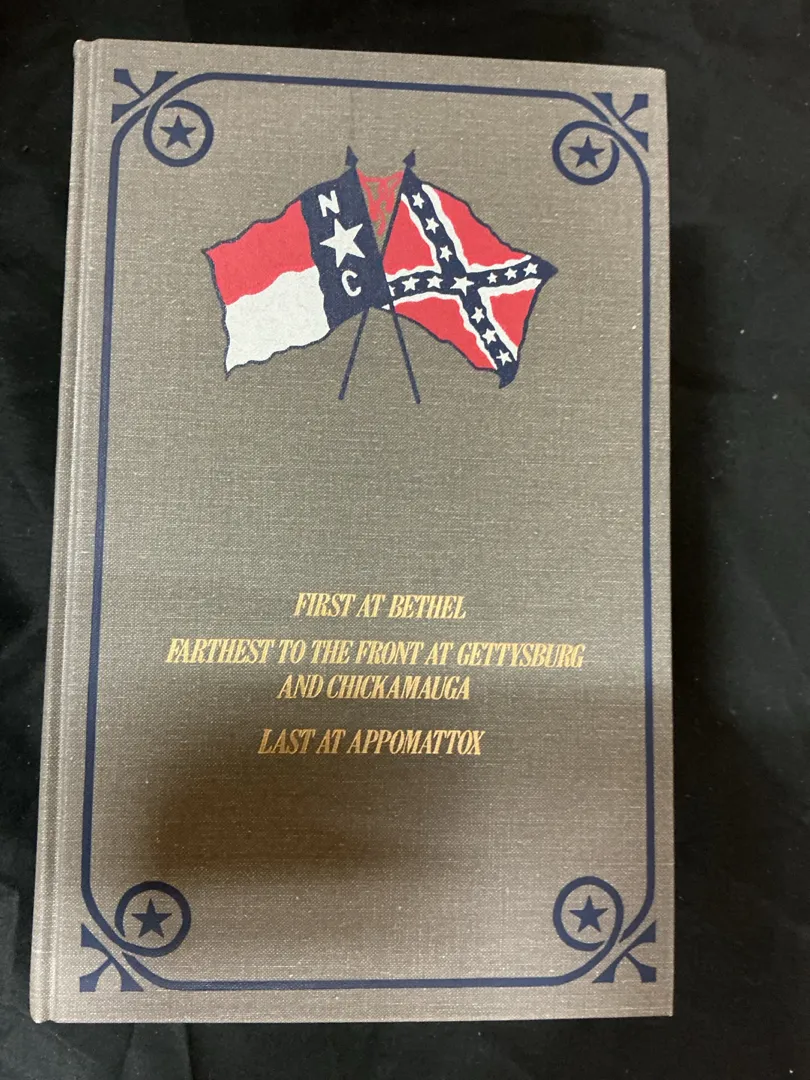 N
C
FIRST AT BETHEL
FARTHEST TO THE FRONT AT GETTYSBURG
AND CHICKAMAUGA
LAST AT APPOMATTOX